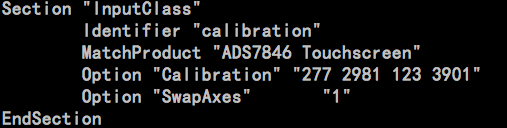 Section "InputClass"
        Identifier "calibration"
        MatchProduct "ADS7846 Touchscreen"
        Option "Calibration" "277 2981 123 3901"
        Option "SwapAxes"      "1"
EndSection